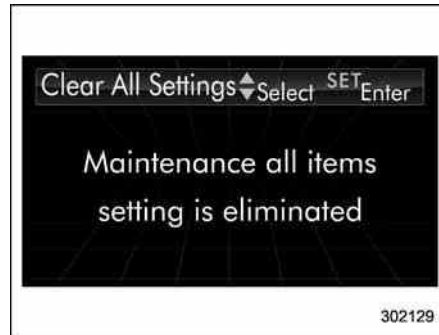 Clear All Settings Select SET Enter
Maintenance all items
setting is eliminated
302129